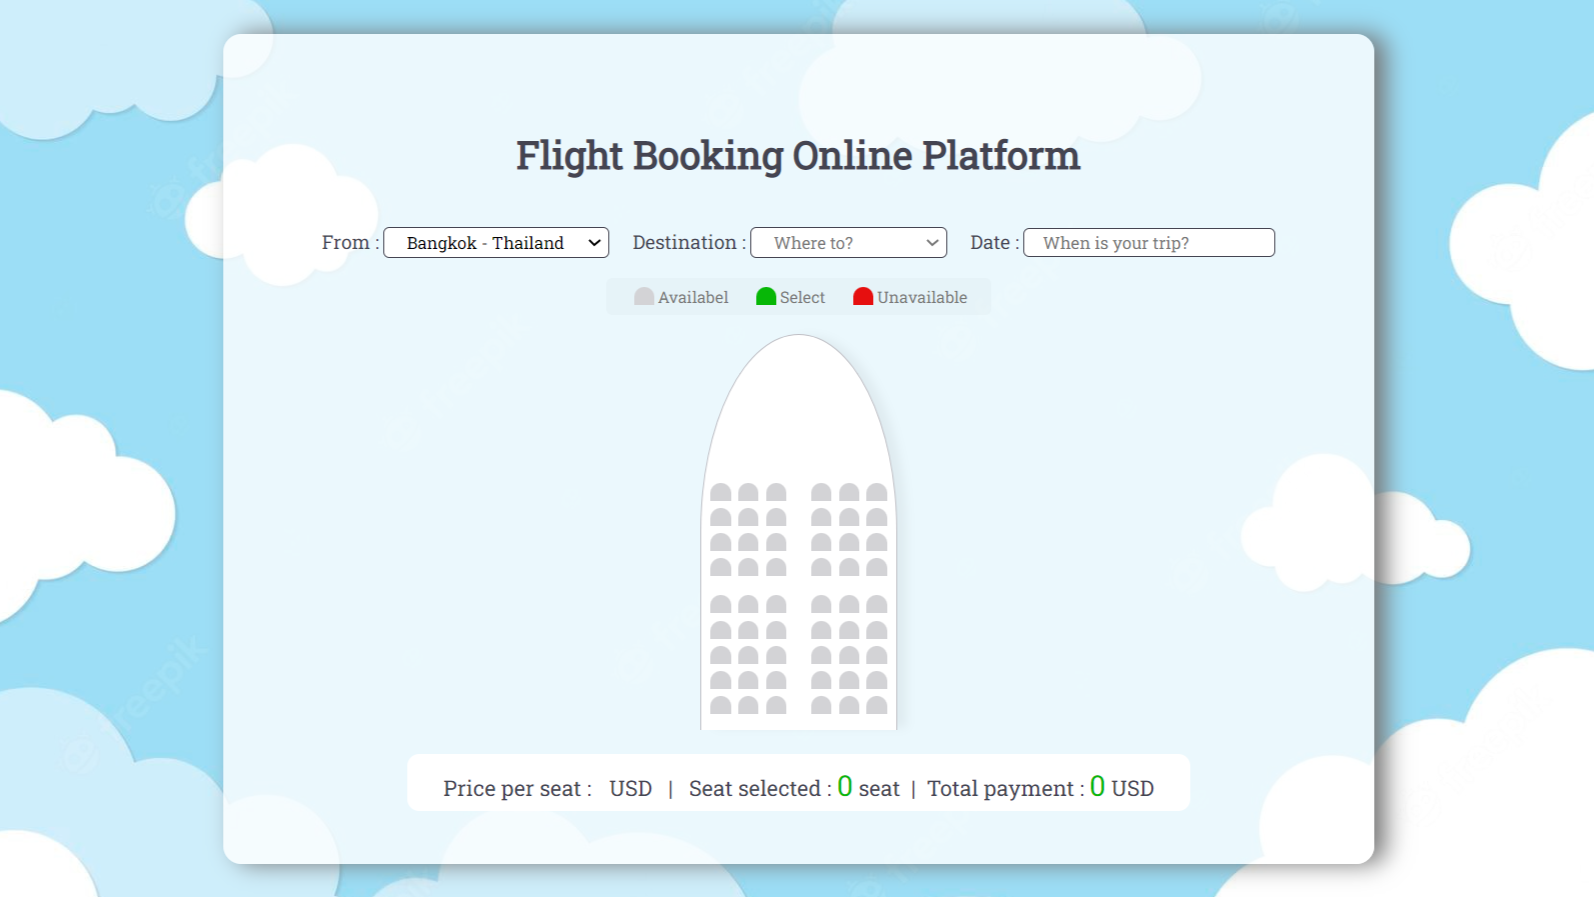 Flight Booking Online Platform
From : Bangkok - Thailand Destination : Where to? Date : When is your trip?
Availabel Select Unavailable
Price per seat : USD | Seat selected : 0 seat | Total payment : 0 USD
freepik